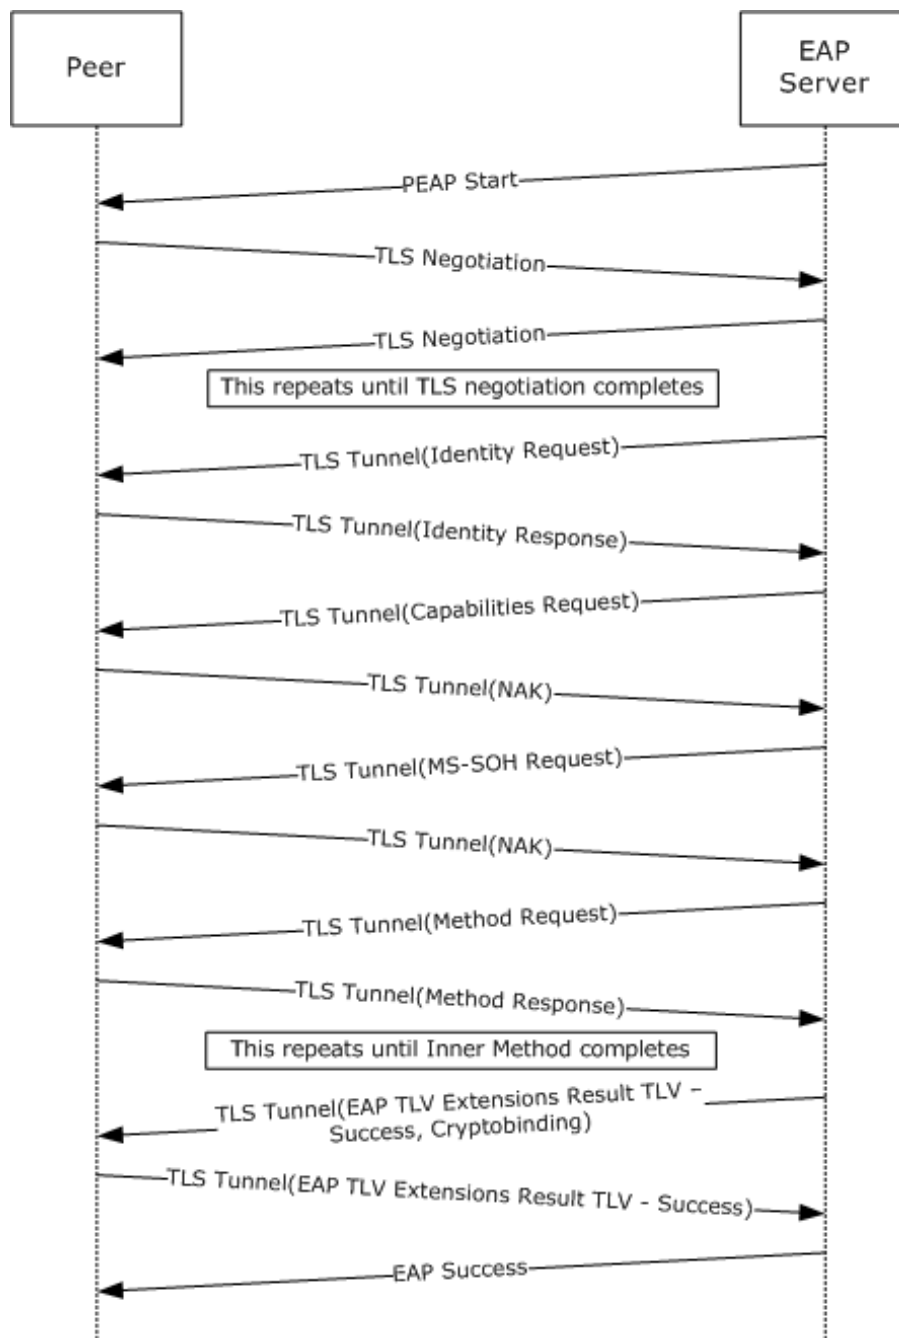 Peer
EAP
Server
PEAP Start
TLS Negotiation
TLS Negotiation
This repeats until TLS negotiation completes
TLS Tunnel(Identity Request)
TLS Tunnel(Identity Response)
TLS Tunnel(Capabilities Request)
TLS Tunnel(NAK)
TLS Tunnel(MS-SOH Request)
TLS Tunnel(NAK)
TLS Tunnel(Method Request)
TLS Tunnel(Method Response)
This repeats until Inner Method completes
TLS Tunnel(EAP TLV Extensions Result TLV –
Success, Cryptobinding)
TLS Tunnel(EAP TLV Extensions Result TLV - Success)
EAP Success